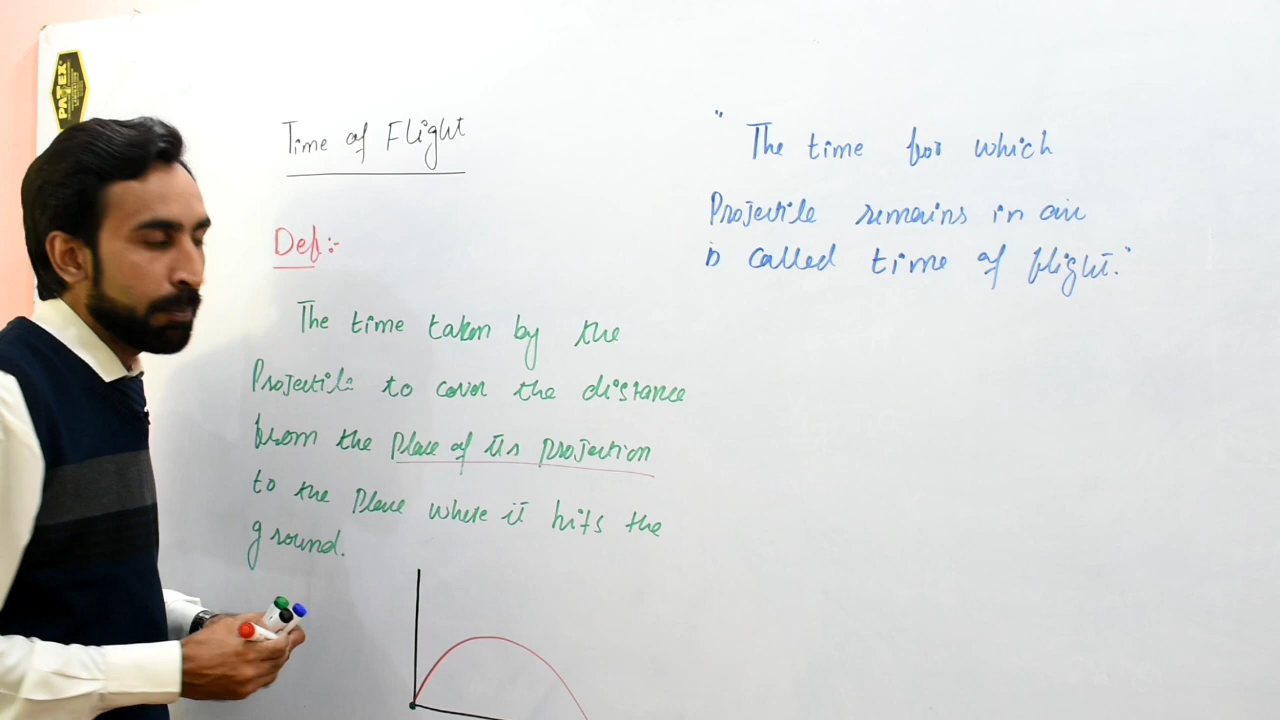 PATEX
Time of Flight
Def:-
The time taken by the
Projectile to cover the distance
from the place of its projection
to the place where it hits the
ground.
" The time for which
Projectile remains in air
is called time of flight."